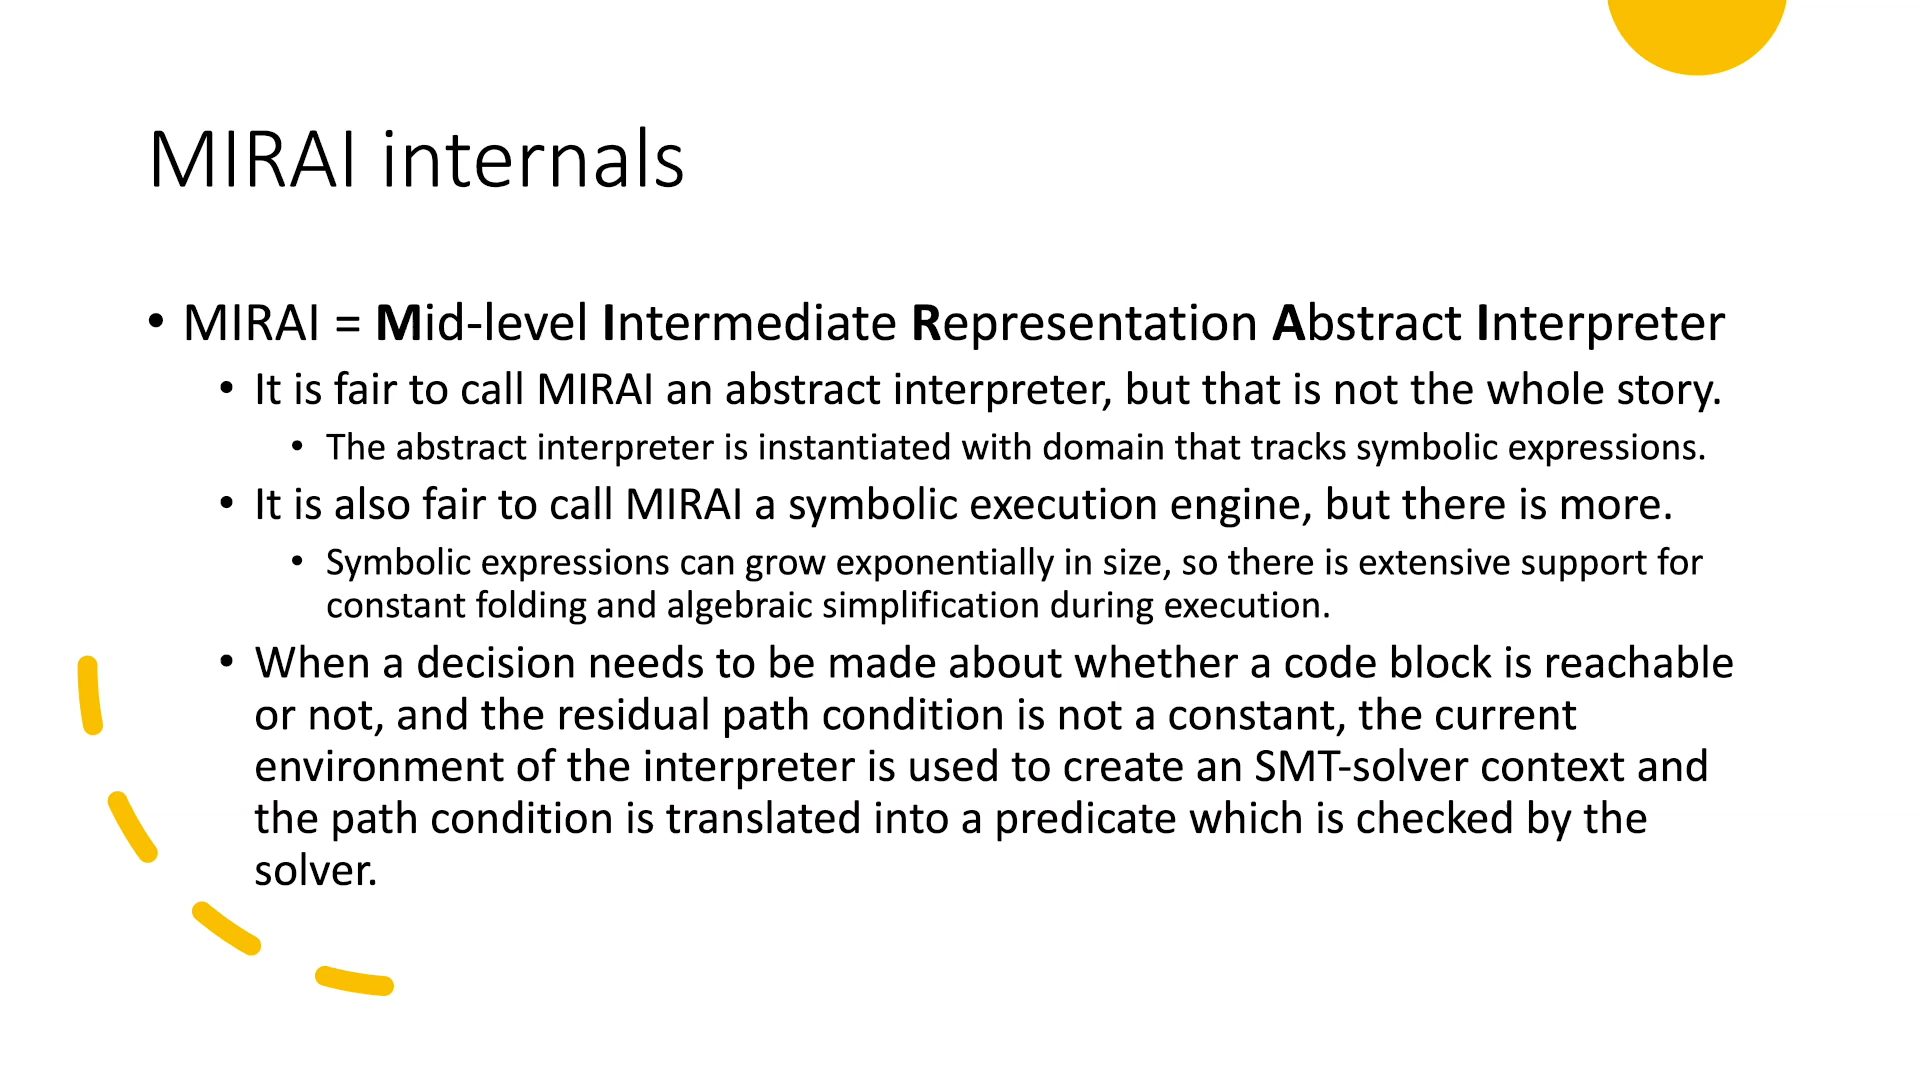 MIRAI internals
• MIRAI = Mid-level Intermediate Representation Abstract Interpreter
• It is fair to call MIRAI an abstract interpreter, but that is not the whole story.
• The abstract interpreter is instantiated with domain that tracks symbolic expressions.
• It is also fair to call MIRAI a symbolic execution engine, but there is more.
• Symbolic expressions can grow exponentially in size, so there is extensive support for
constant folding and algebraic simplification during execution.
• When a decision needs to be made about whether a code block is reachable
or not, and the residual path condition is not a constant, the current
environment of the interpreter is used to create an SMT-solver context and
the path condition is translated into a predicate which is checked by the
solver.